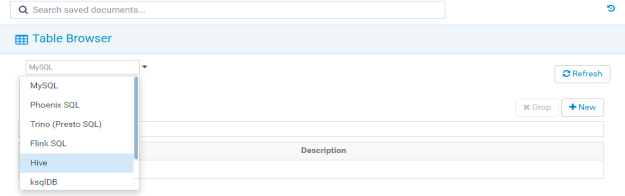 Search saved documents...
Table Browser
MySQL
Refresh
MySQL
Phoenix SQL
Drop
New
Trino (Presto SQL)
Flink SQL
Description
Hive
ksqlDB